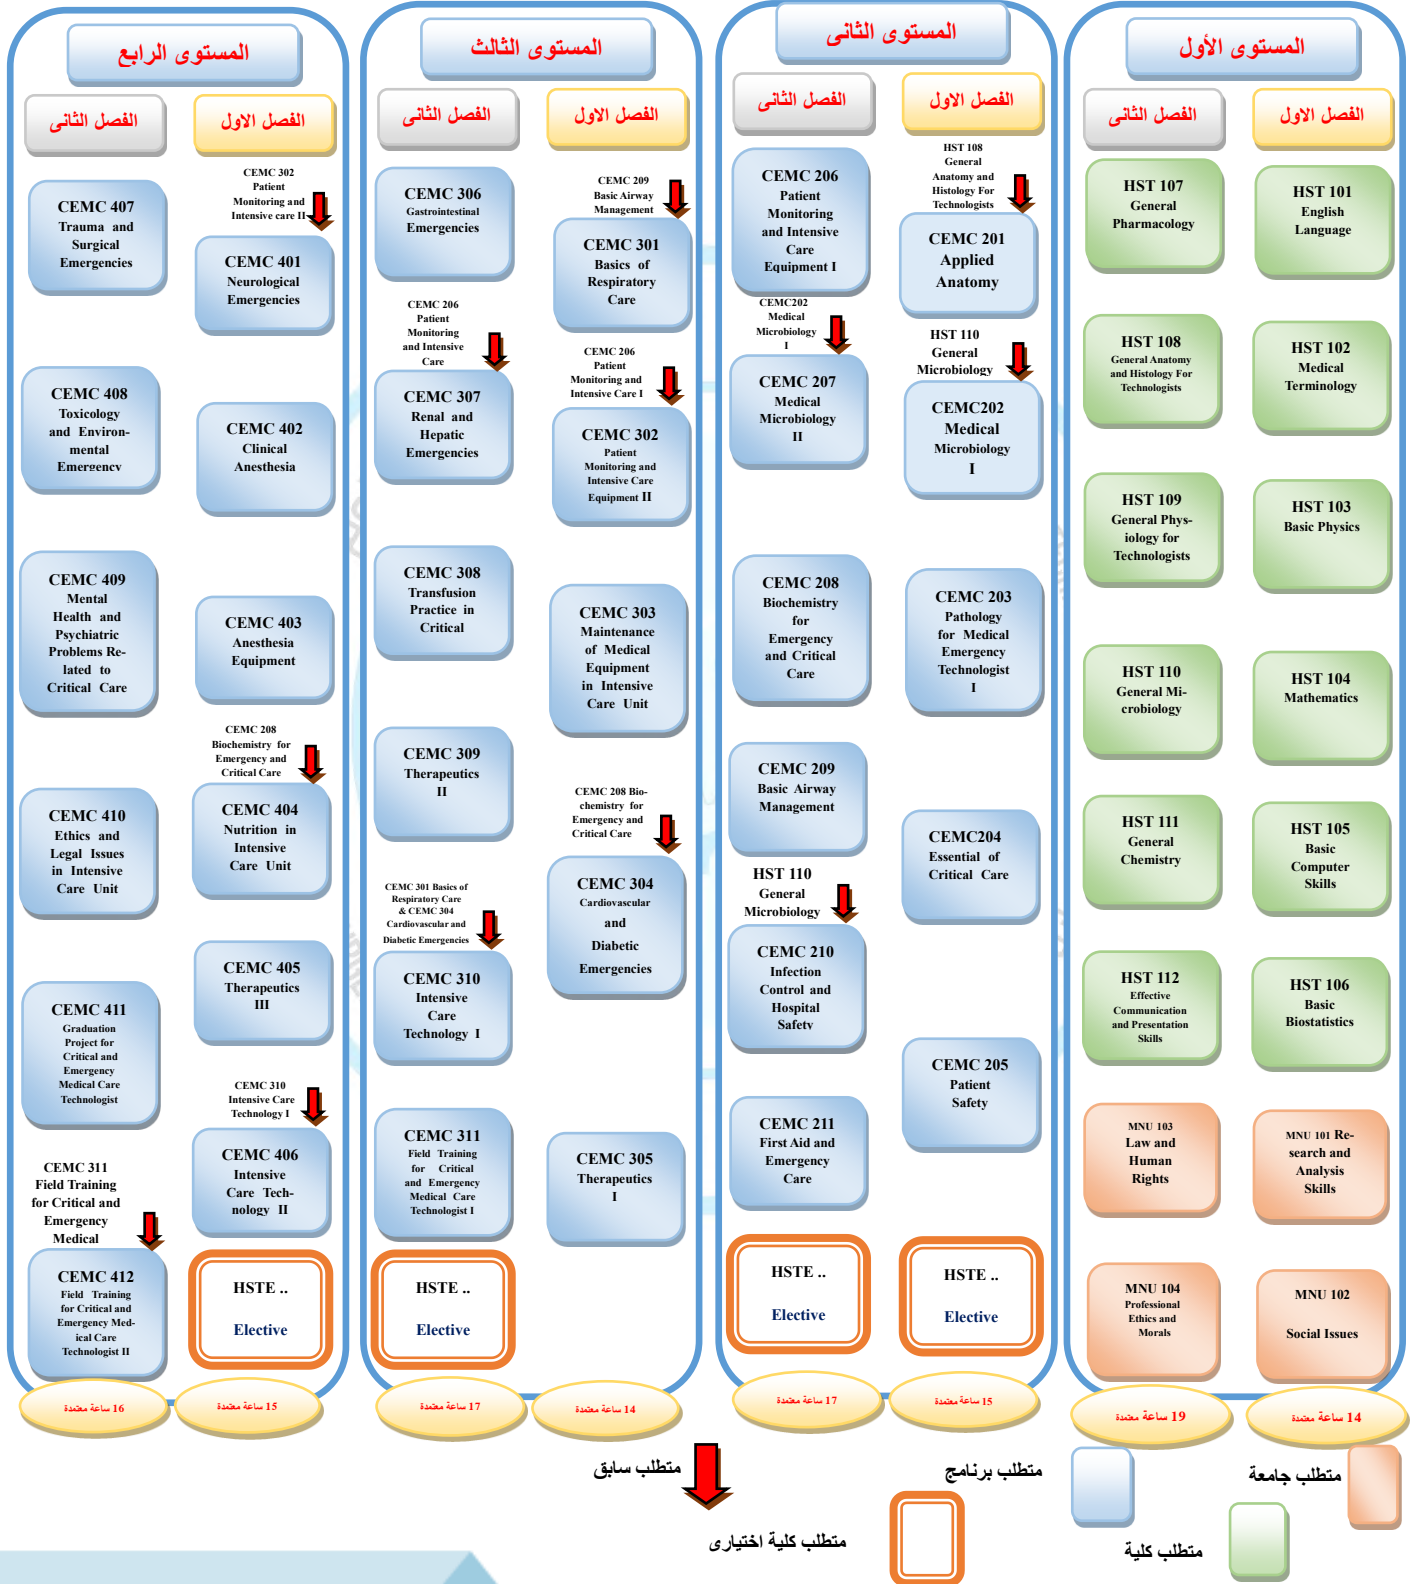 المستوى الأول
الفصل الاول
HST 101
English
Language
HST 102
Medical
Terminology
HST 103
Basic Physics
HST 104
Mathematics
HST 105
Basic
Computer
Skills
HST 106
Basic
Biostatistics
MNU 101 Re-
search and
Analysis
Skills
MNU 102
Social Issues
14 ساعة معتمدة
الفصل الثانى
HST 107
General
Pharmacology
HST 108
General Anatomy
and Histology For
Technologists
HST 109
General Phys-
iology for
Technologists
HST 110
General Mi-
crobiology
HST 111
General
Chemistry
HST 112
Effective
Communication
and Presentation
Skills
MNU 103
Law and
Human
Rights
MNU 104
Professional
Ethics and
Morals
19 ساعة معتمدة
المستوى الثانى
الفصل الاول
HST 108
General
Anatomy and
Histology For
Technologists
CEMC 201
Applied
Anatomy
HST 110
General
Microbiology
CEMC202
Medical
Microbiology
I
CEMC 203
Pathology
for Medical
Emergency
Technologist
I
CEMC204
Essential of
Critical Care
CEMC 205
Patient
Safety
HSTE ..
Elective
15 ساعة معتمدة
الفصل الثانى
CEMC 206
Patient
Monitoring
and Intensive
Care
Equipment I
CEMC202
Medical
Microbiology
I
CEMC 207
Medical
Microbiology
II
CEMC 208
Biochemistry
for
Emergency
and Critical
Care
CEMC 209
Basic Airway
Management
HST 110
General
Microbiology
CEMC 210
Infection
Control and
Hospital
Safety
CEMC 211
First Aid and
Emergency
Care
HSTE ..
Elective
17 ساعة معتمدة
المستوى الثالث
الفصل الاول
CEMC 209
Basic Airway
Management
CEMC 301
Basics of
Respiratory
Care
CEMC 206
Patient
Monitoring and
Intensive Care I
CEMC 302
Patient
Monitoring and
Intensive Care
Equipment II
CEMC 303
Maintenance
of Medical
Equipment
in Intensive
Care Unit
CEMC 208 Bio-
chemistry for
Emergency and
Critical Care
CEMC 304
Cardiovascular
and
Diabetic
Emergencies
CEMC 305
Therapeutics
I
14 ساعة معتمدة
الفصل الثانى
CEMC 306
Gastrointestinal
Emergencies
CEMC 206
Patient
Monitoring
and Intensive
Care
CEMC 307
Renal and
Hepatic
Emergencies
CEMC 308
Transfusion
Practice in
Critical
CEMC 309
Therapeutics
II
CEMC 301 Basics of
Respiratory Care
& CEMC 304
Cardiovascular and
Diabetic Emergencies
CEMC 310
Intensive
Care
Technology I
CEMC 311
Field Training
for Critical
and Emergency
Medical Care
Technologist I
HSTE ..
Elective
17 ساعة معتمدة
المستوى الرابع
الفصل الاول
CEMC 302
Patient
Monitoring and
Intensive care II
CEMC 401
Neurological
Emergencies
CEMC 402
Clinical
Anesthesia
CEMC 403
Anesthesia
Equipment
CEMC 208
Biochemistry for
Emergency and
Critical Care
CEMC 404
Nutrition in
Intensive
Care Unit
CEMC 405
Therapeutics
III
CEMC 310
Intensive Care
Technology I
CEMC 406
Intensive
Care Tech-
nology II
HSTE ..
Elective
15 ساعة معتمدة
الفصل الثانى
CEMC 407
Trauma and
Surgical
Emergencies
CEMC 408
Toxicology
and Environ-
mental
Emergency
CEMC 409
Mental
Health and
Psychiatric
Problems Re-
lated to
Critical Care
CEMC 410
Ethics and
Legal Issues
in Intensive
Care Unit
CEMC 411
Graduation
Project for
Critical and
Emergency
Medical Care
Technologist
CEMC 311
Field Training
for Critical and
Emergency
Medical
CEMC 412
Field Training
for Critical and
Emergency Med-
ical Care
Technologist II
16 ساعة معتمدة
متطلب جامعة
متطلب برنامج
متطلب سابق
متطلب كلية
متطلب كلية اختيارى